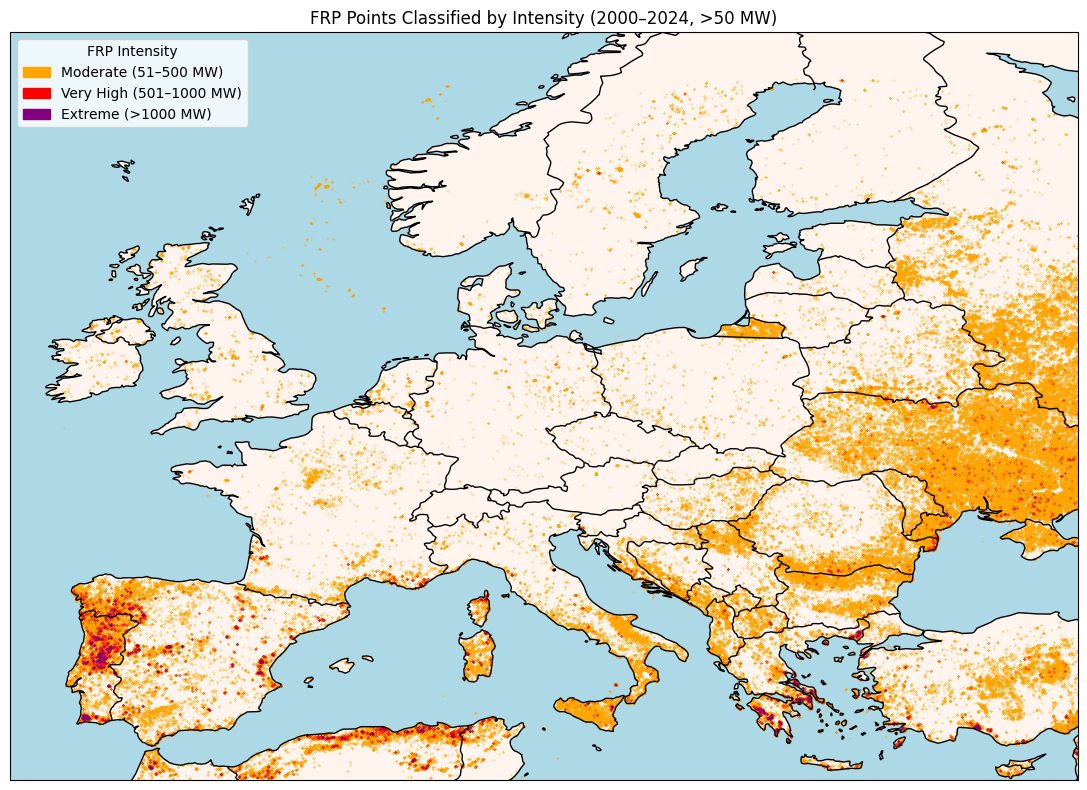 FRP Points Classified by Intensity (2000–2024, >50 MW)
FRP Intensity
Moderate (51–500 MW)
Very High (501–1000 MW)
Extreme (>1000 MW)